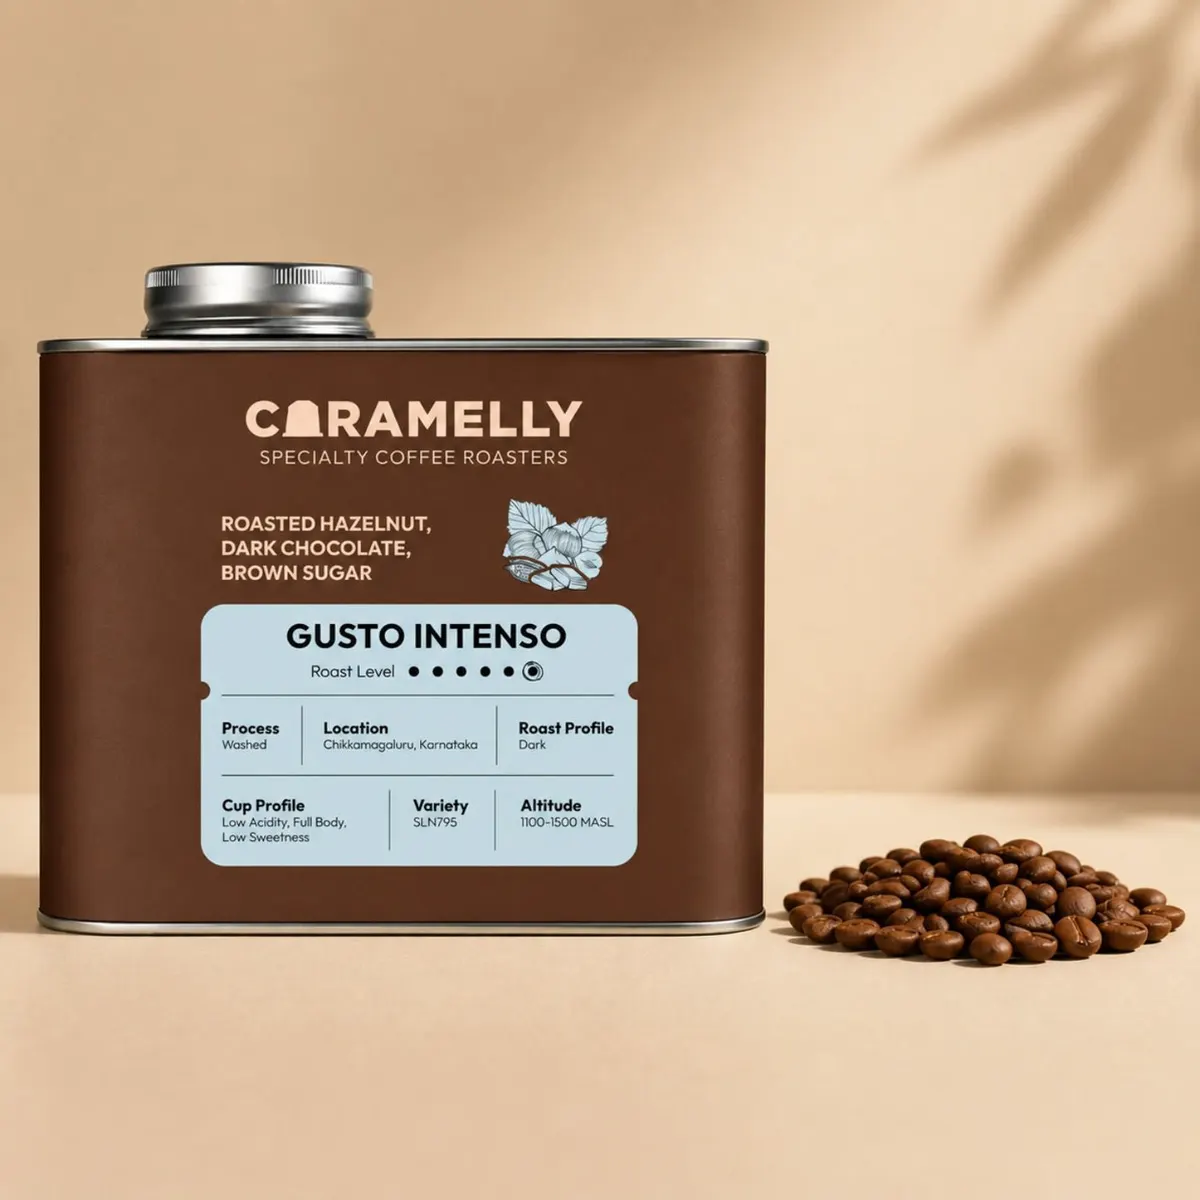 CARAMELLY
SPECIALTY COFFEE ROASTERS
ROASTED HAZELNUT,
DARK CHOCOLATE,
BROWN SUGAR
GUSTO INTENSO
Roast Level
Process
Washed
Location
Chikkamagaluru, Karnataka
Roast Profile
Dark
Cup Profile
Low Acidity, Full Body,
Low Sweetness
Variety
SLN795
Altitude
1100-1500 MASL